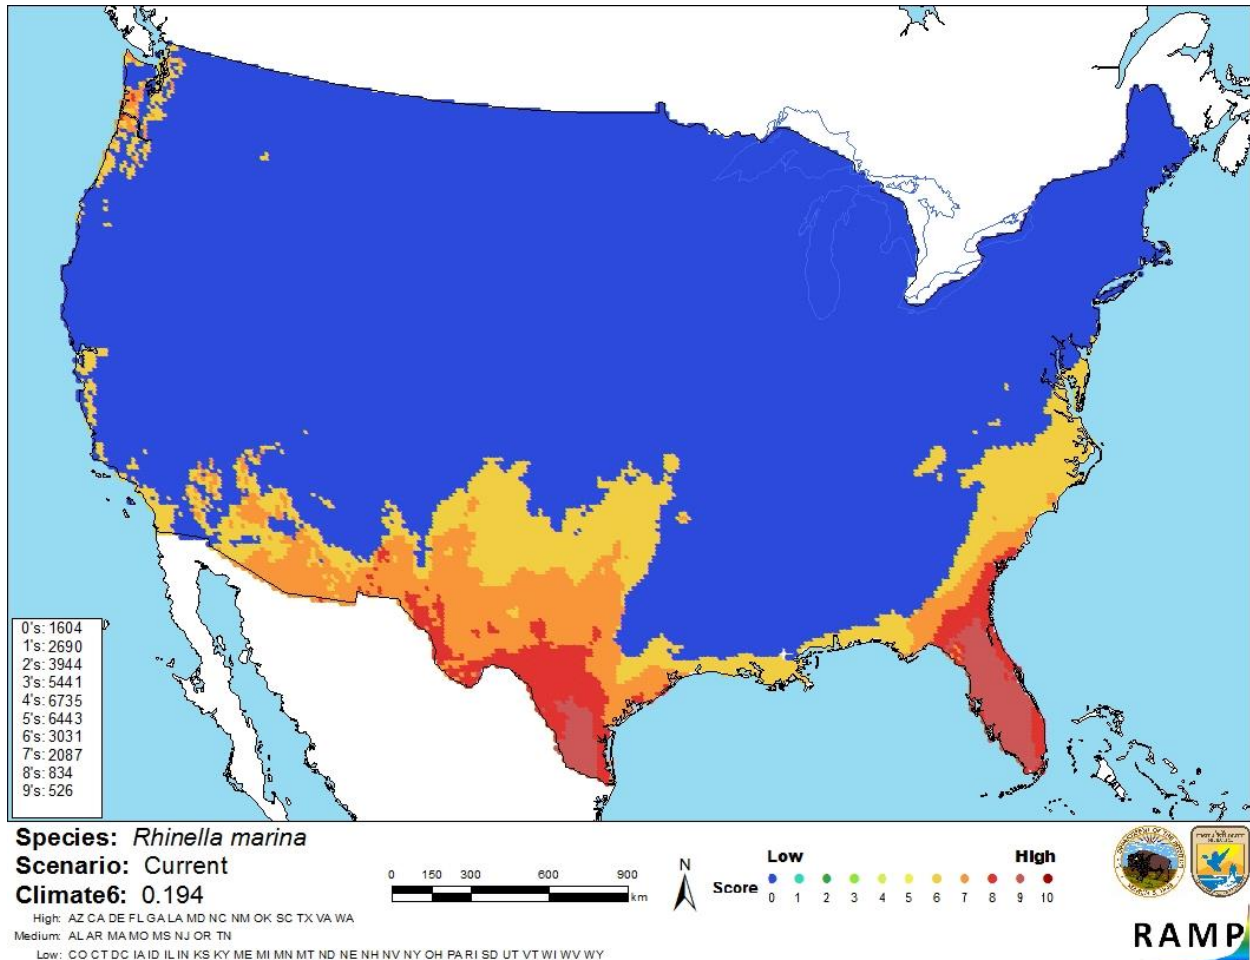 0's: 1604
1's: 2690
2's: 3944
3's: 5441
4's: 6735
5's: 6443
6's: 3031
7's: 2087
8's: 834
9's: 526
Species: Rhinella marina
Scenario: Current
Climate6: 0.194
High: AZ CA DE FL GA LA MD NC NM OK SC TX VA WA
Medium: AL AR MA MO MS NJ OR TN
Low: CO CT DC IA ID IL IN KS KY ME MI MN MT ND NE NH NV NY OH PA RI SD UT VT WI WV WY
0 150 300 600 900
km
N
Low High
Score
0 1 2 3 4 5 6 7 8 9 10
RAMP